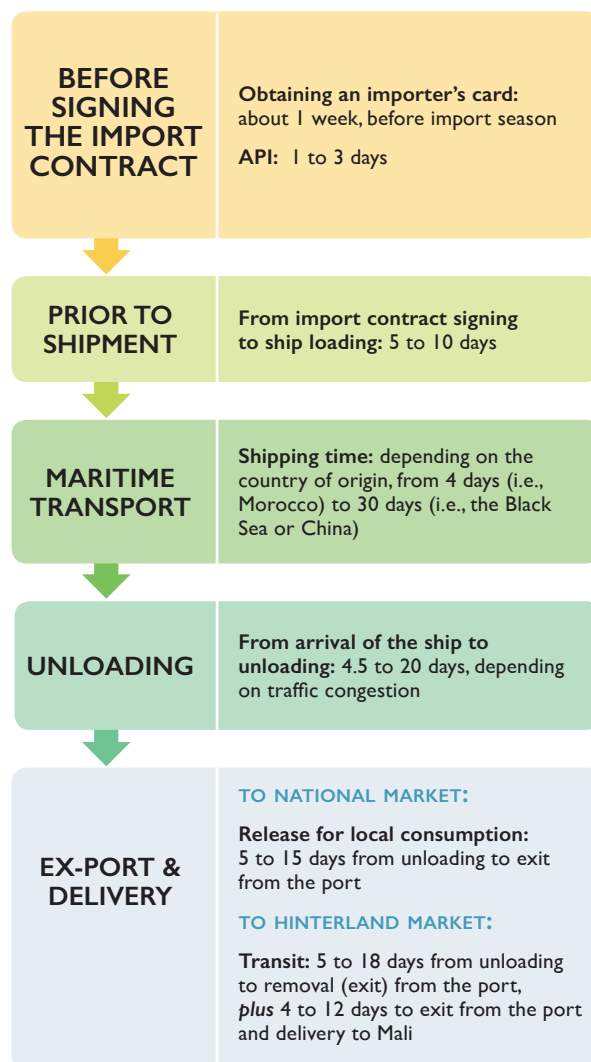 BEFORE
SIGNING
THE IMPORT
CONTRACT
Obtaining an importer’s card:
about 1 week, before import season
API: 1 to 3 days
PRIOR TO
SHIPMENT
From import contract signing
to ship loading: 5 to 10 days
MARITIME
TRANSPORT
Shipping time: depending on the
country of origin, from 4 days (i.e.,
Morocco) to 30 days (i.e., the Black
Sea or China)
UNLOADING
From arrival of the ship to
unloading: 4.5 to 20 days, depending
on traffic congestion
EX-PORT &
DELIVERY
TO NATIONAL MARKET:
Release for local consumption:
5 to 15 days from unloading to exit
from the port
TO HINTERLAND MARKET:
Transit: 5 to 18 days from unloading
to removal (exit) from the port,
plus 4 to 12 days to exit from the port
and delivery to Mali